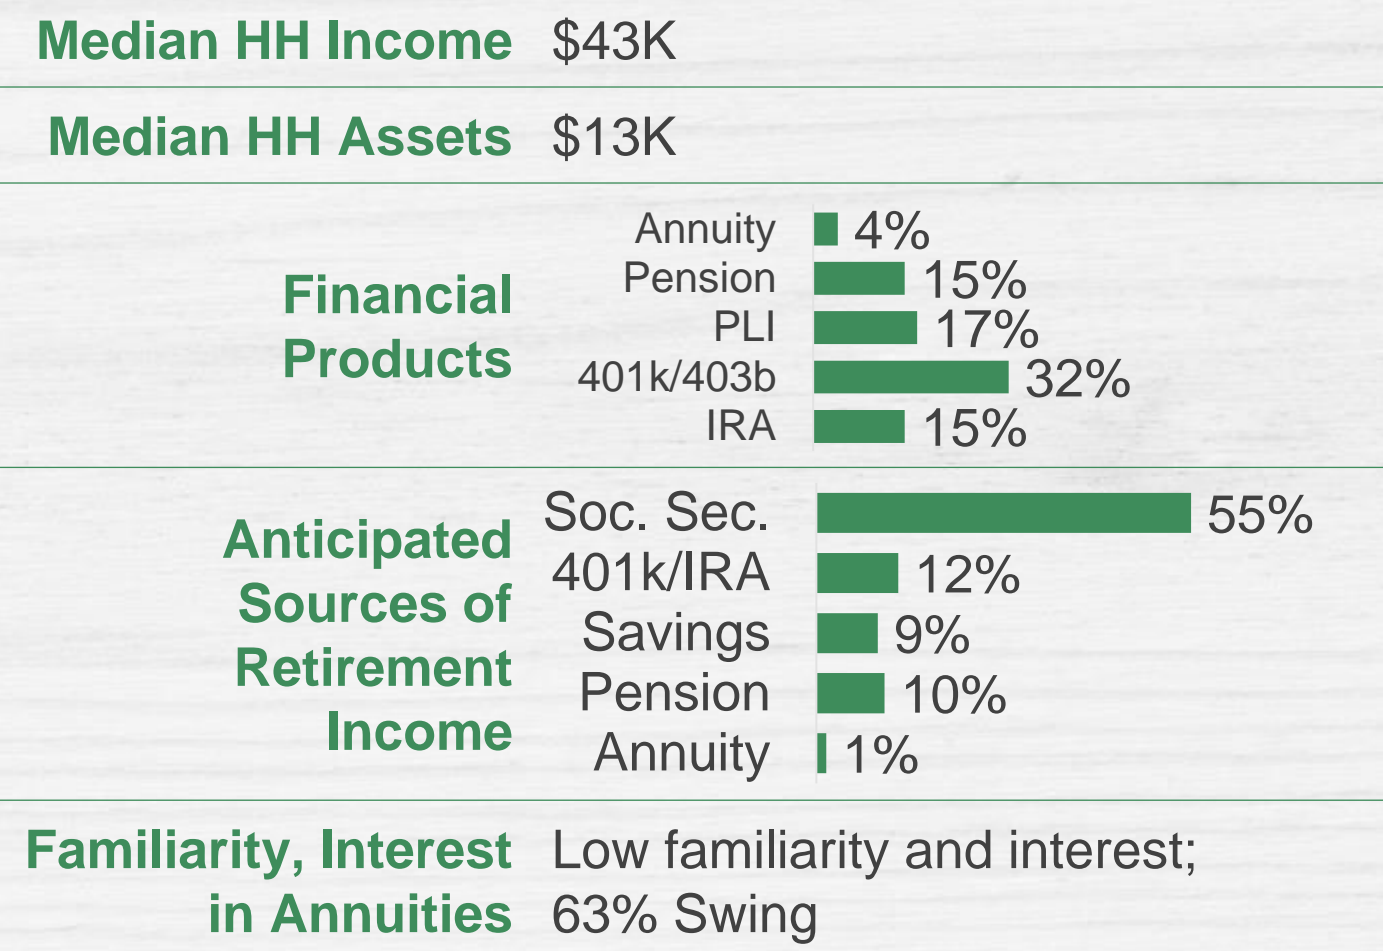 Median HH Income $43K
Median HH Assets $13K
Financial
Products
Annuity 4%
Pension 15%
PLI 17%
401k/403b 32%
IRA 15%
Anticipated
Sources of
Retirement
Income
Soc. Sec. 55%
401k/IRA 12%
Savings 9%
Pension 10%
Annuity 1%
Familiarity, Interest
in Annuities
Low familiarity and interest;
63% Swing